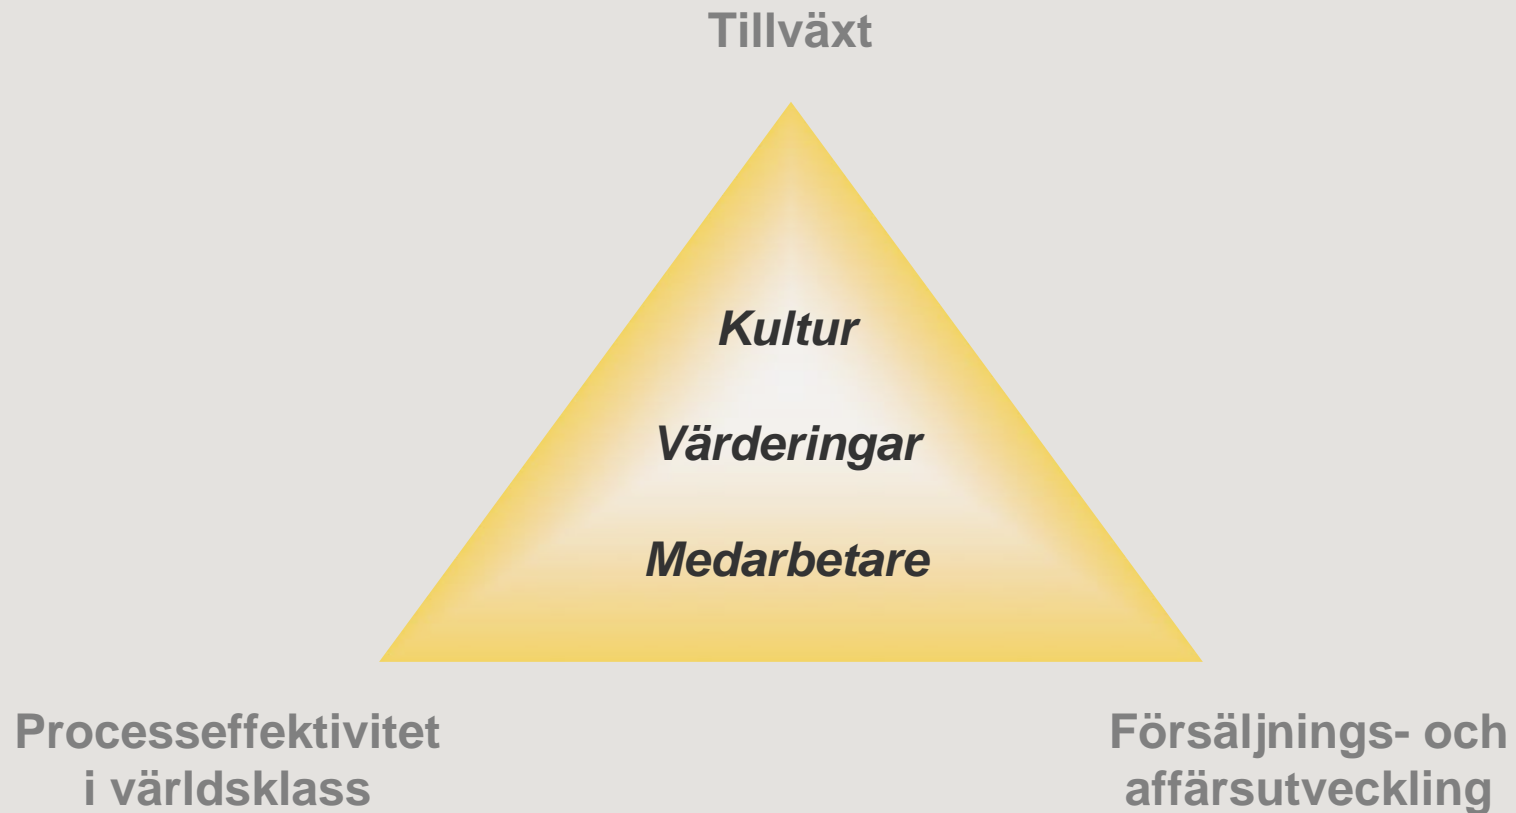 Tillväxt
Kultur
Värderingar
Medarbetare
Processeffektivitet
i världsklass
Försäljnings- och
affärsutveckling